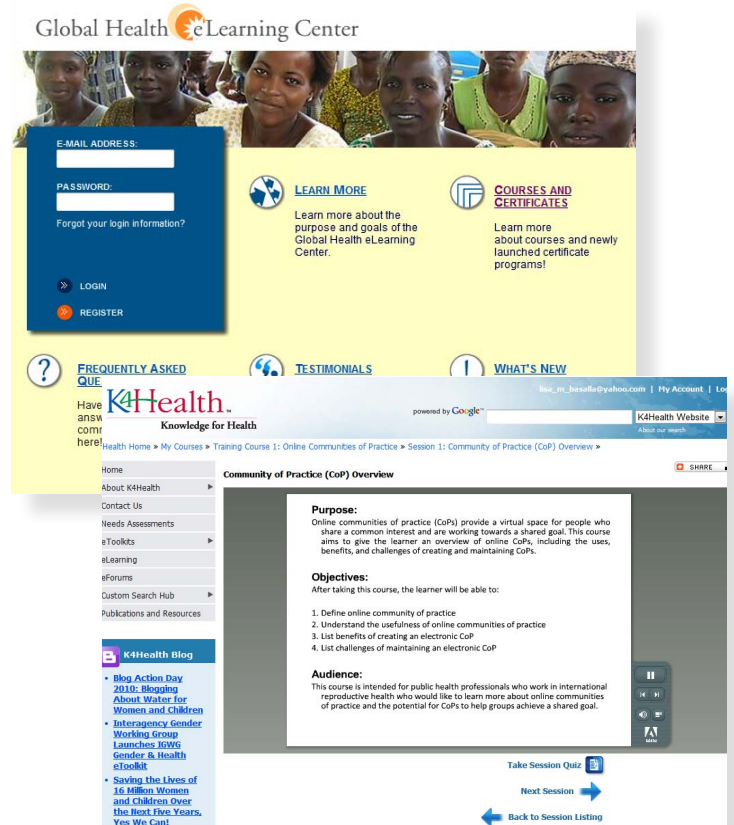 Global Health eLearning Center
E-MAIL ADDRESS:
PASSWORD:
Forgot your login information?
LOGIN
REGISTER
LEARN MORE
Learn more about the
purpose and goals of the
Global Health eLearning
Center.
COURSES AND
CERTIFICATES
Learn more
about courses and newly
launched certificate
programs!
FREQUENTLY ASKED
QUE
Have
answ
comm
here!
TESTIMONIALS
WHAT'S NEW
K4Health™
Knowledge for Health
lisa_m_basalla@yahoo.com | My Account | Lo
powered by Google™
K4Health Website
About our search
Health Home » My Courses » Training Course 1: Online Communities of Practice » Session 1: Community of Practice (CoP) Overview »
Home
About K4Health
Contact Us
Needs Assessments
eToolkits
eLearning
eForums
Custom Search Hub
Publications and Resources
K4Health Blog
• Blog Action Day
2010: Blogging
About Water for
Women and Children
• Interagency Gender
Working Group
Launches IGWG
Gender & Health
eToolkit
• Saving the Lives of
16 Million Women
and Children Over
the Next Five Years,
Yes We Can!
Community of Practice (CoP) Overview
SHARE
Purpose:
Online communities of practice (CoPs) provide a virtual space for people who
share a common interest and are working towards a shared goal. This course
aims to give the learner an overview of online CoPs, including the uses,
benefits, and challenges of creating and maintaining CoPs.
Objectives:
After taking this course, the learner will be able to:
1. Define online community of practice
2. Understand the usefulness of online communities of practice
3. List benefits of creating an electronic CoP
4. List challenges of maintaining an electronic CoP
Audience:
This course is intended for public health professionals who work in international
reproductive health who would like to learn more about online communities
of practice and the potential for CoPs to help groups achieve a shared goal.
Take Session Quiz
Next Session
Back to Session Listing